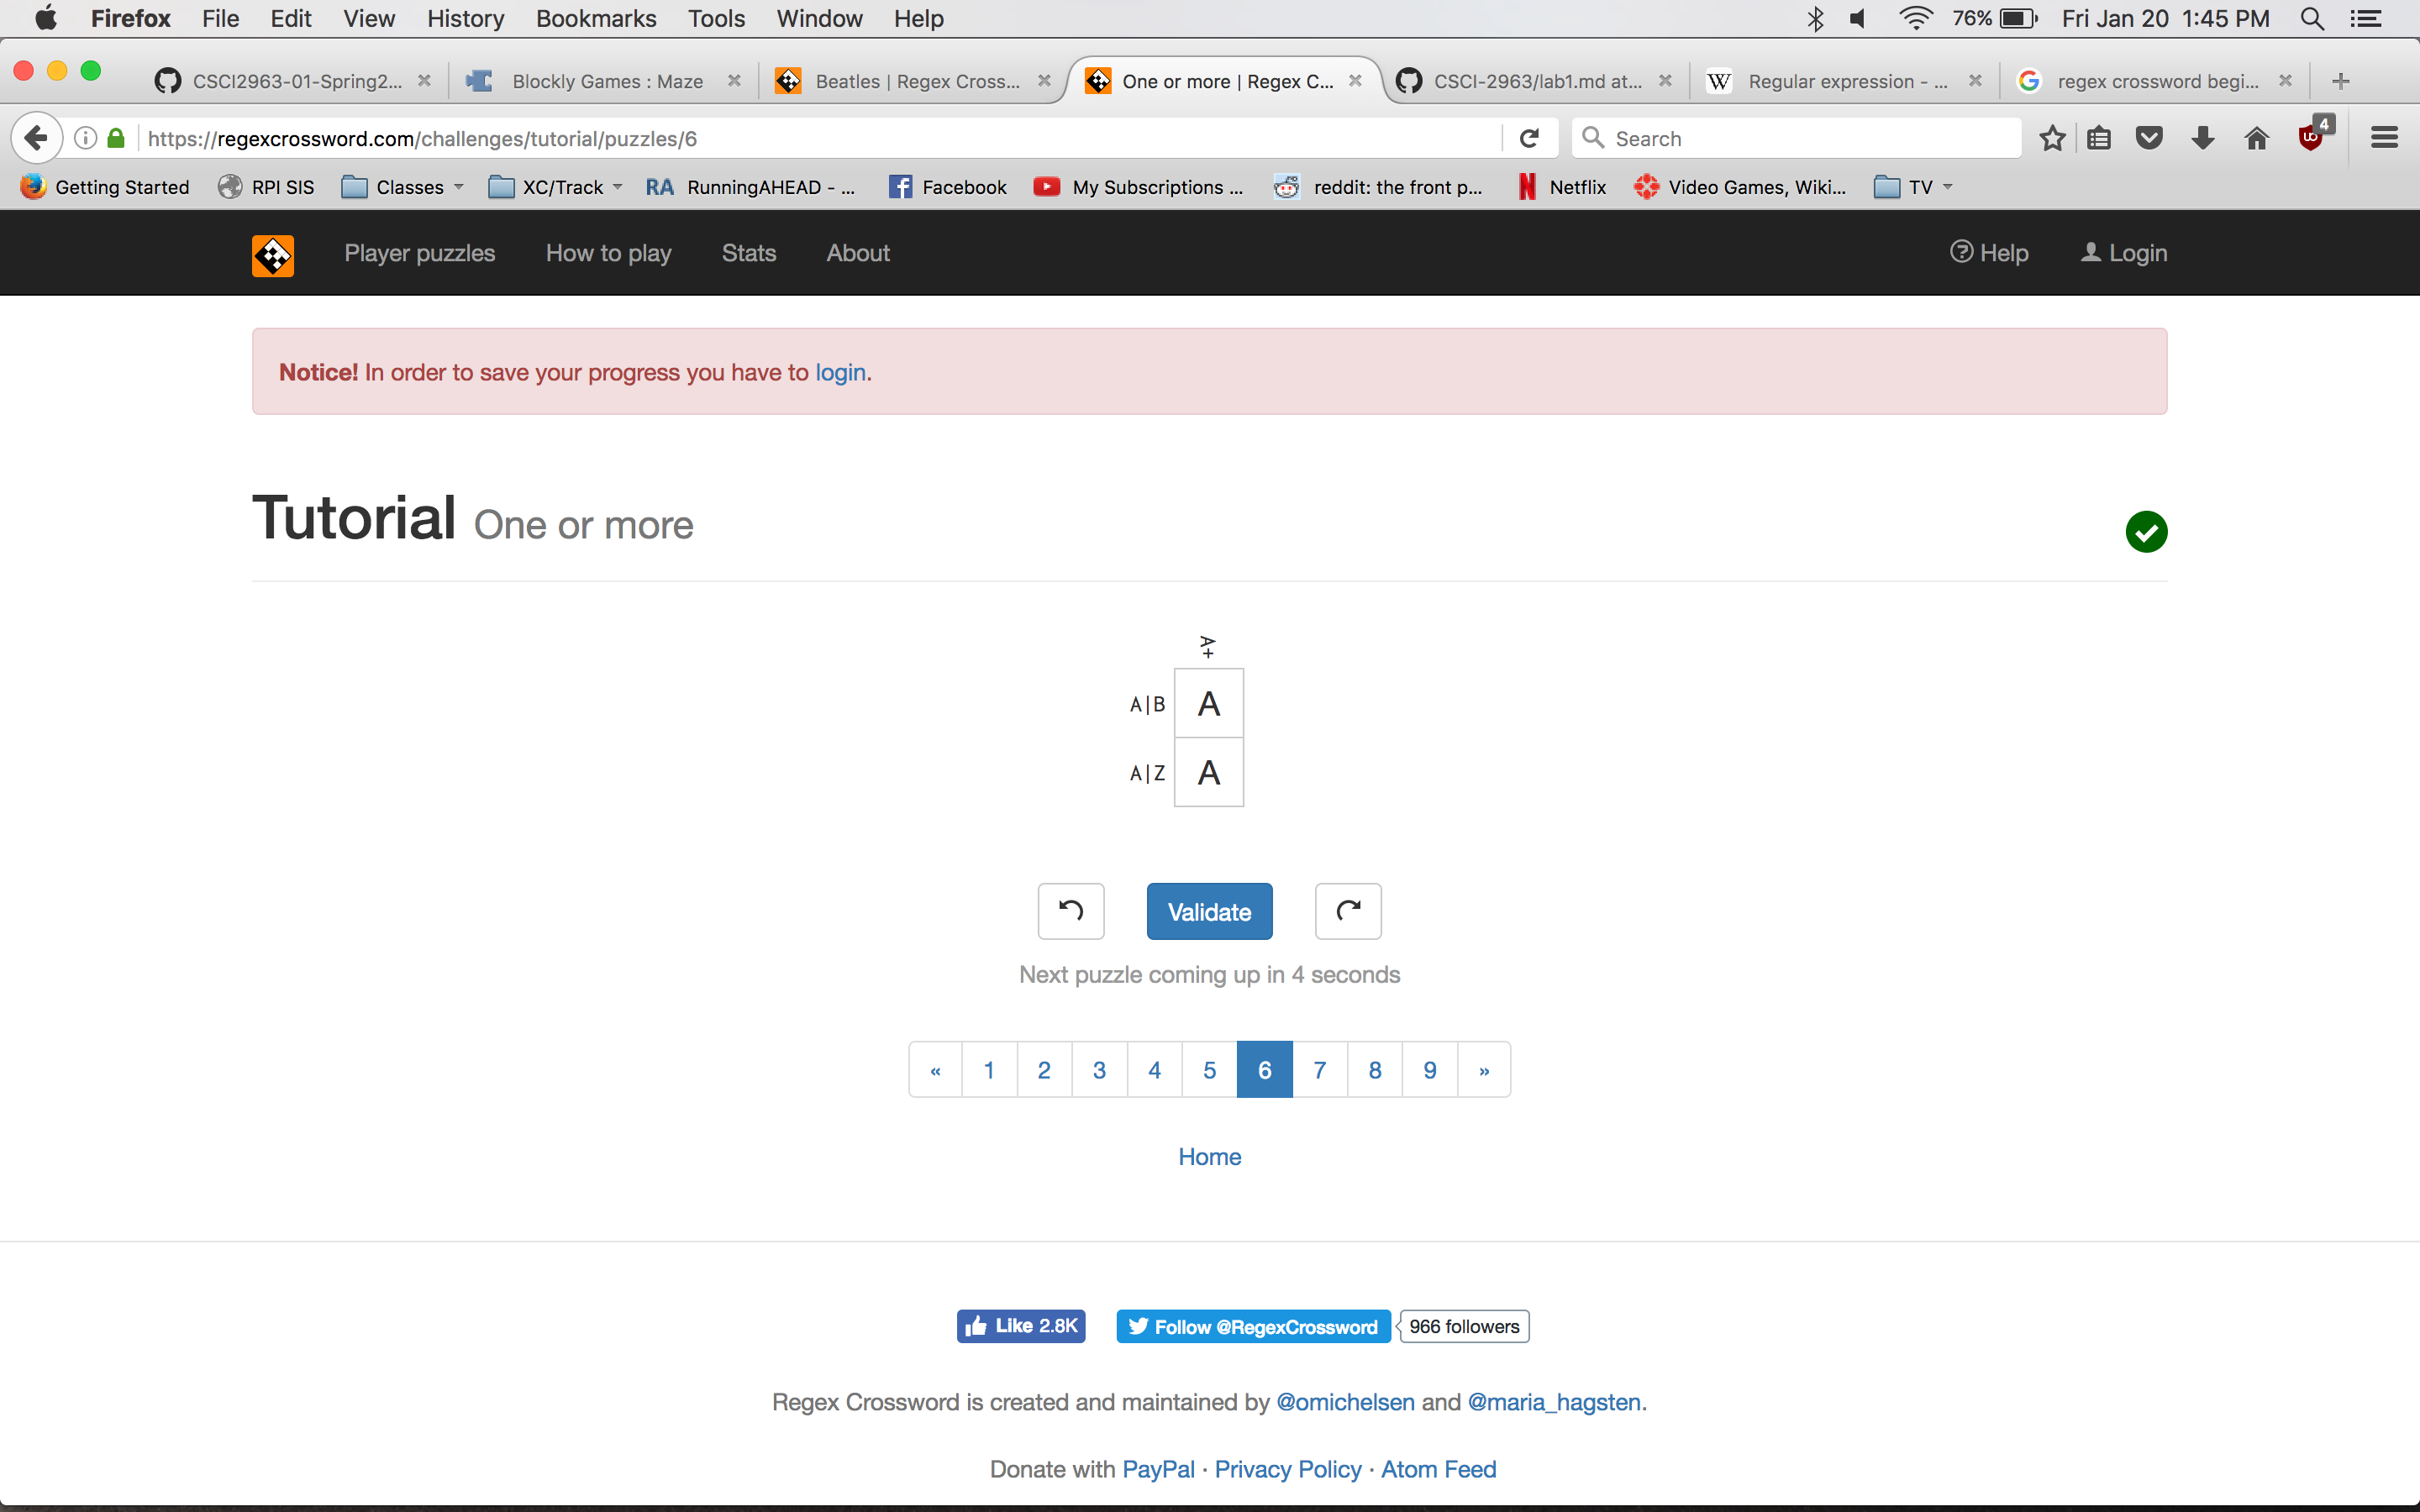 Firefox File Edit View History Bookmarks Tools Window Help 76% Fri Jan 20 1:45 PM
CSCI2963-01-Spring2... Blockly Games : Maze Beatles | Regex Cross... One or more | Regex C... CSCI-2963/lab1.md at... W Regular expression - ... G regex crossword begi...
https://regexcrossword.com/challenges/tutorial/puzzles/6 Search 4
Getting Started RPI SIS Classes XC/Track RA RunningAHEAD - ... Facebook My Subscriptions ... reddit: the front p... N Netflix Video Games, Wiki... TV
Player puzzles How to play Stats About Help Login
Notice! In order to save your progress you have to login.
Tutorial One or more
A+
A|B A
A|Z A
Validate
Next puzzle coming up in 4 seconds
« 1 2 3 4 5 6 7 8 9 »
Home
Like 2.8K Follow @RegexCrossword 966 followers
Regex Crossword is created and maintained by @omichelsen and @maria_hagsten.
Donate with PayPal · Privacy Policy · Atom Feed